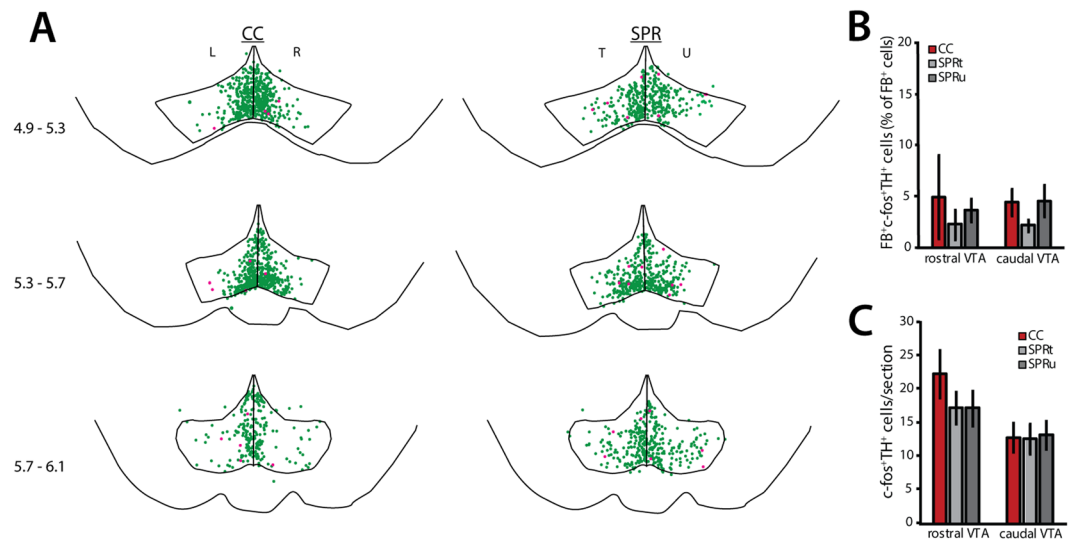 A
CC
SPR
L
R
T
U
4.9 - 5.3
5.3 - 5.7
5.7 - 6.1
B
FB⁺c-fos⁺TH⁺ cells (% of FB⁺ cells)
20
15
10
5
0
CC
SPRt
SPRu
rostral VTA
caudal VTA
C
c-fos⁺TH⁺ cells/section
30
25
20
15
10
5
0
CC
SPRt
SPRu
rostral VTA
caudal VTA